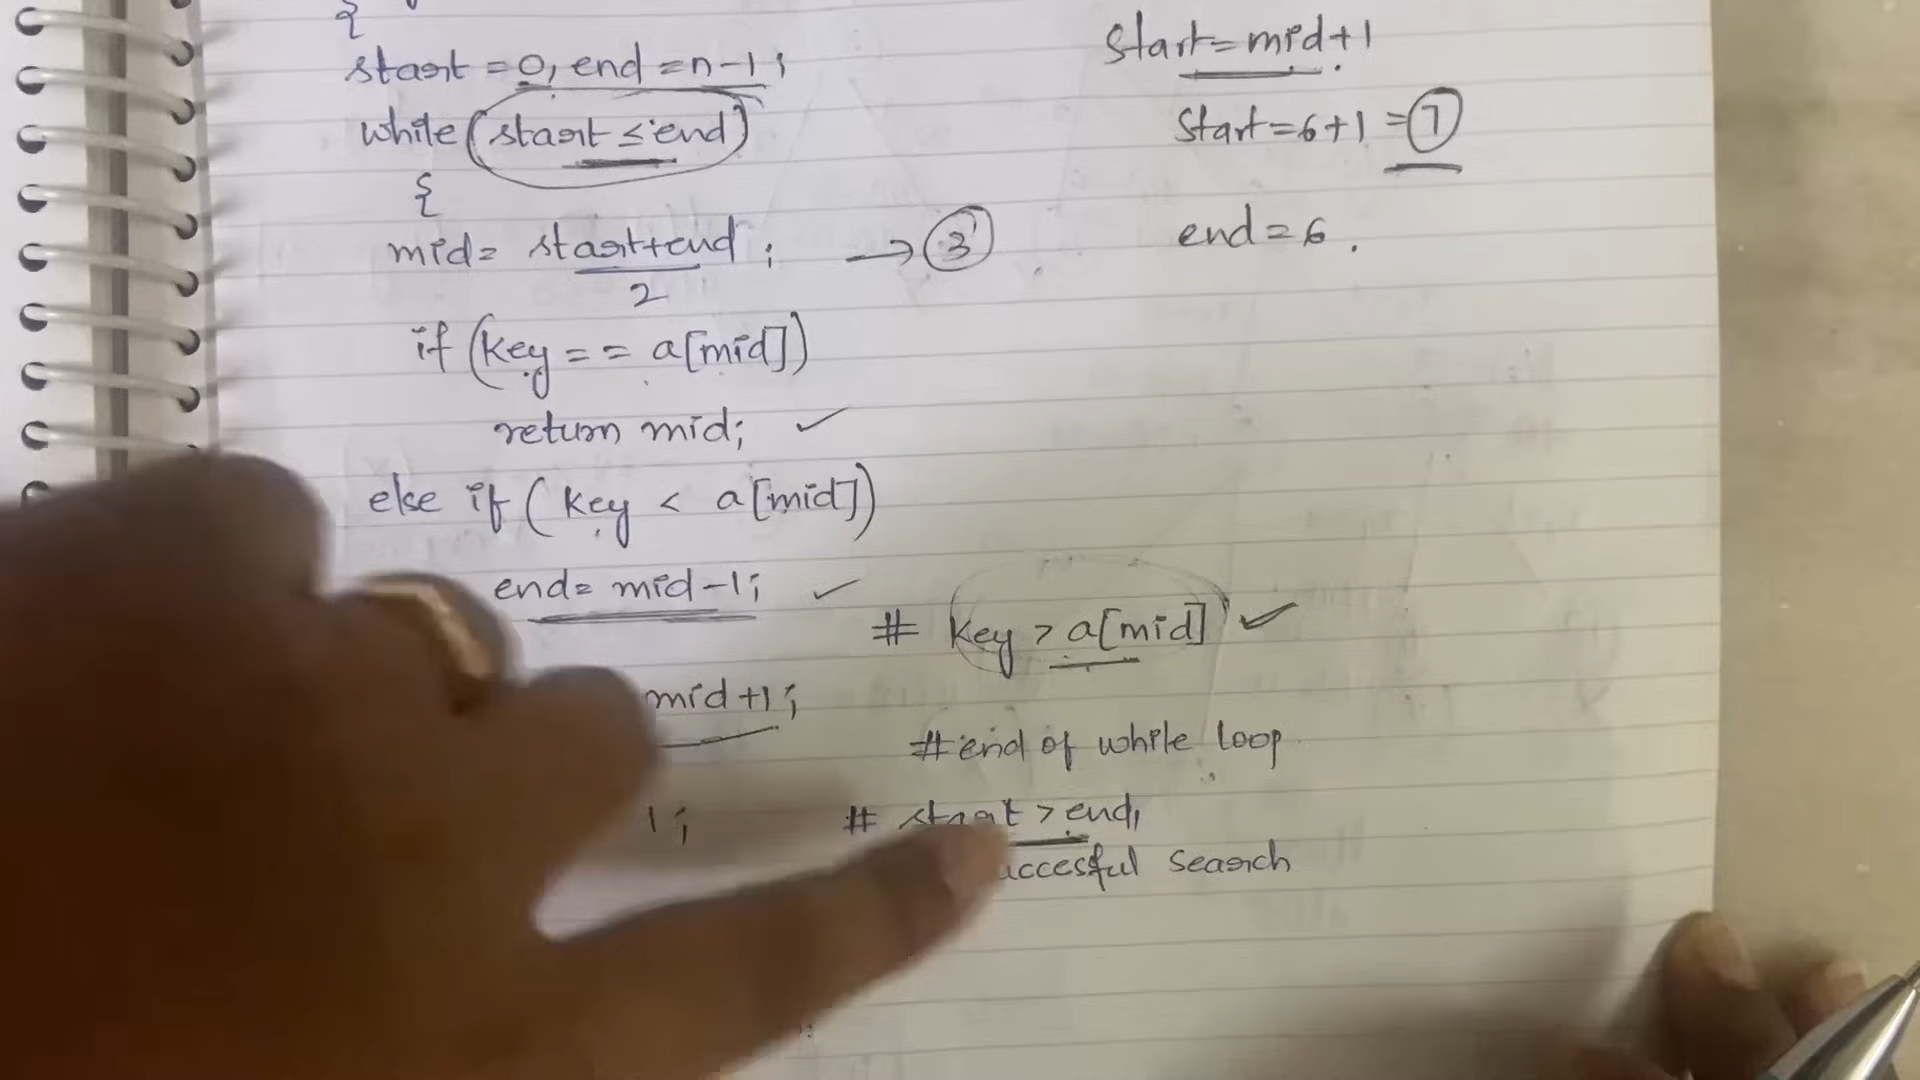 {
start = 0, end = n-1;
while (start ≤ end)
{
mid = start+end ; → 3
2
if (key == a[mid])
return mid; ✓
else if (key < a[mid])
end = mid-1; ✓
# key > a[mid] ✓
mid+1;
# end of while loop
1;
# start > end,
uccesful search
start = mid+1
start = 6+1 = 7
end = 6.